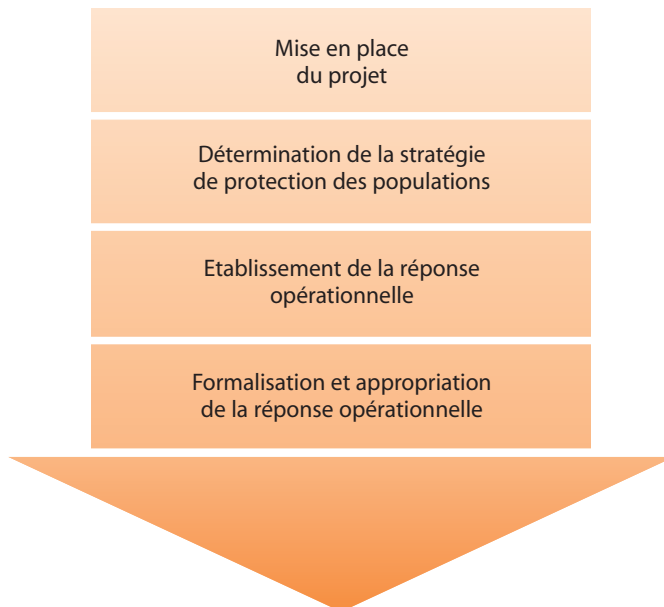 Mise en place
du projet
Détermination de la stratégie
de protection des populations
Etablissement de la réponse
opérationnelle
Formalisation et appropriation
de la réponse opérationnelle